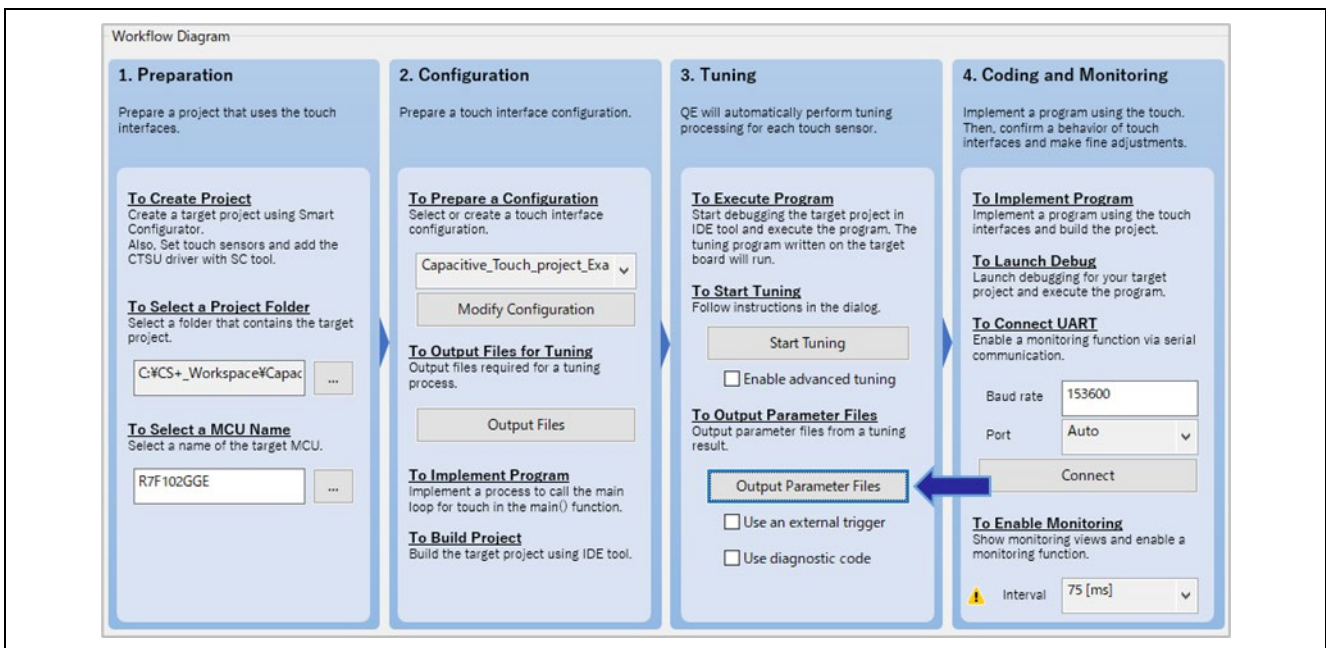 Workflow Diagram
1. Preparation
Prepare a project that uses the touch
interfaces.
To Create Project
Create a target project using Smart
Configurator.
Also, Set touch sensors and add the
CTSU driver with SC tool.
To Select a Project Folder
Select a folder that contains the target
project.
C:¥CS+_Workspace¥Capac
...
To Select a MCU Name
Select a name of the target MCU.
R7F102GGE
...
2. Configuration
Prepare a touch interface configuration.
To Prepare a Configuration
Select or create a touch interface
configuration.
Capacitive_Touch_project_Exa
Modify Configuration
To Output Files for Tuning
Output files required for a tuning
process.
Output Files
To Implement Program
Implement a process to call the main
loop for touch in the main() function.
To Build Project
Build the target project using IDE tool.
3. Tuning
QE will automatically perform tuning
processing for each touch sensor.
To Execute Program
Start debugging the target project in
IDE tool and execute the program. The
tuning program written on the target
board will run.
To Start Tuning
Follow instructions in the dialog.
Start Tuning
Enable advanced tuning
To Output Parameter Files
Output parameter files from a tuning
result.
Output Parameter Files
Use an external trigger
Use diagnostic code
4. Coding and Monitoring
Implement a program using the touch.
Then, confirm a behavior of touch
interfaces and make fine adjustments.
To Implement Program
Implement a program using the touch
interfaces and build the project.
To Launch Debug
Launch debugging for your target
project and execute the program.
To Connect UART
Enable a monitoring function via serial
communication.
Baud rate 153600
Port Auto
Connect
To Enable Monitoring
Show monitoring views and enable a
monitoring function.
Interval 75 [ms]